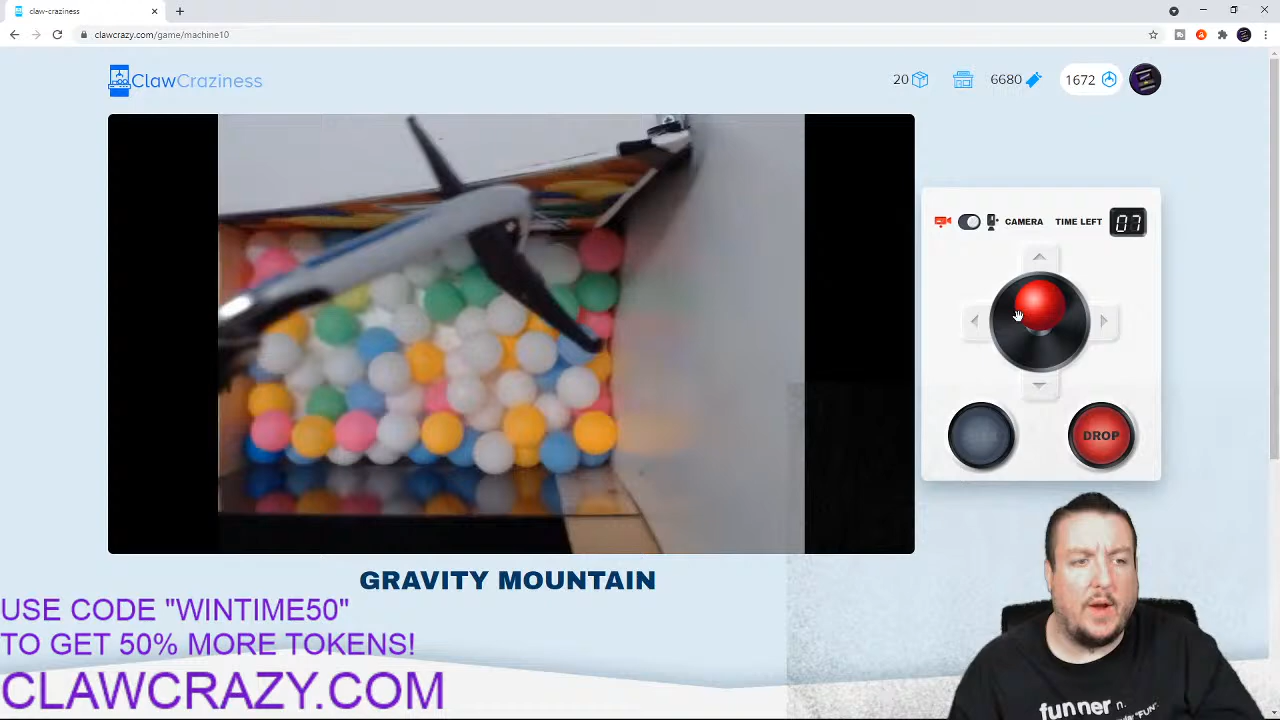 claw-craziness
clawcrazy.com/game/machine10
ClawCraziness
20
6680
1672
CAMERA
TIME LEFT
07
DROP
GRAVITY MOUNTAIN
USE CODE "WINTIME50"
TO GET 50% MORE TOKENS!
CLAWCRAZY.COM
funner